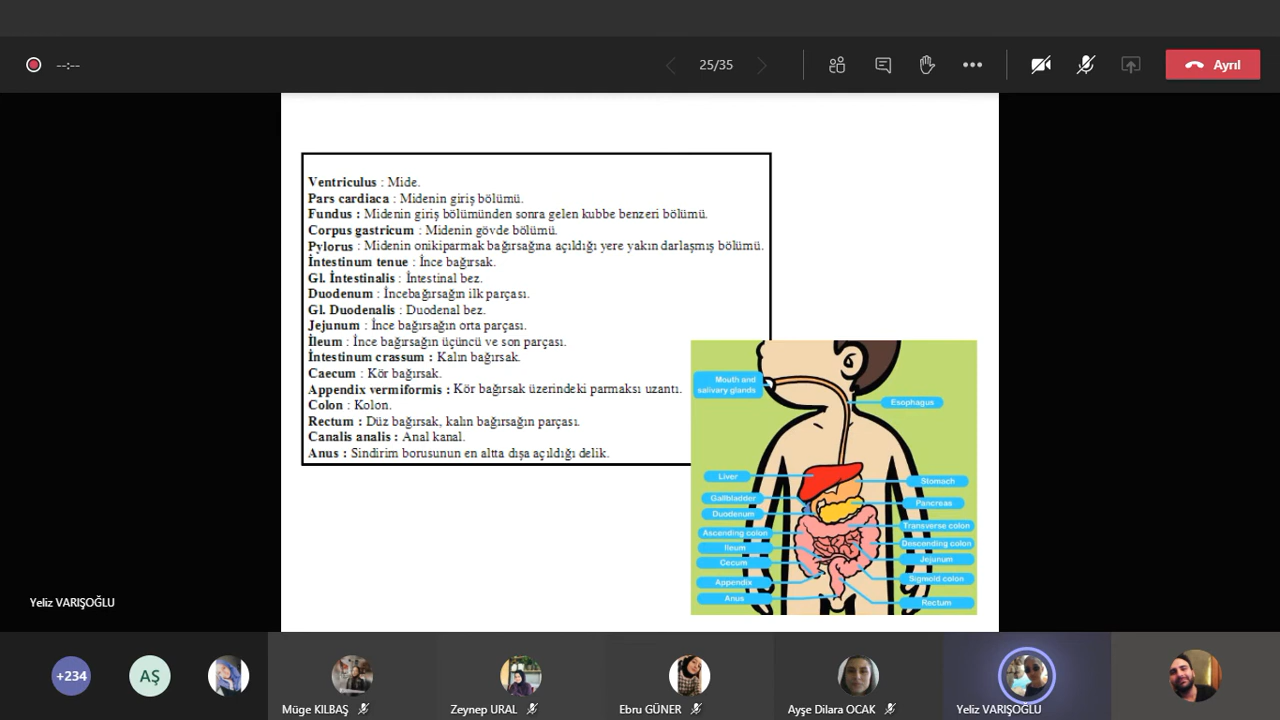 --:--
25/35
Ayrıl
Ventriculus : Mide.
Pars cardiaca : Midenin giriş bölümü.
Fundus : Midenin giriş bölümünden sonra gelen kubbe benzeri bölümü.
Corpus gastricum : Midenin gövde bölümü.
Pylorus : Midenin onikiparmak bağırsağına açıldığı yere yakın darlaşmış bölümü.
İntestinum tenue : İnce bağırsak.
Gl. İntestinalis : İntestinal bez.
Duodenum : İncebağırsağın ilk parçası.
Gl. Duodenalis : Duodenal bez.
Jejunum : İnce bağırsağın orta parçası.
İleum : İnce bağırsağın üçüncü ve son parçası.
İntestinum crassum : Kalın bağırsak.
Caecum : Kör bağırsak.
Appendix vermiformis : Kör bağırsak üzerindeki parmaksı uzantı.
Colon : Kolon.
Rectum : Düz bağırsak, kalın bağırsağın parçası.
Canalis analis : Anal kanal.
Anus : Sindirim borusunun en altta dışa açıldığı delik.
Mouth and
salivary glands
Esophagus
Liver
Stomach
Gallbladder
Pancreas
Duodenum
Transverse colon
Ascending colon
Descending colon
Ileum
Jejunum
Cecum
Sigmoid colon
Appendix
Anus
Rectum
Yeliz VARIŞOĞLU
+234
AŞ
Müge KILBAŞ
Zeynep URAL
Ebru GÜNER
Ayşe Dilara OCAK
Yeliz VARIŞOĞLU